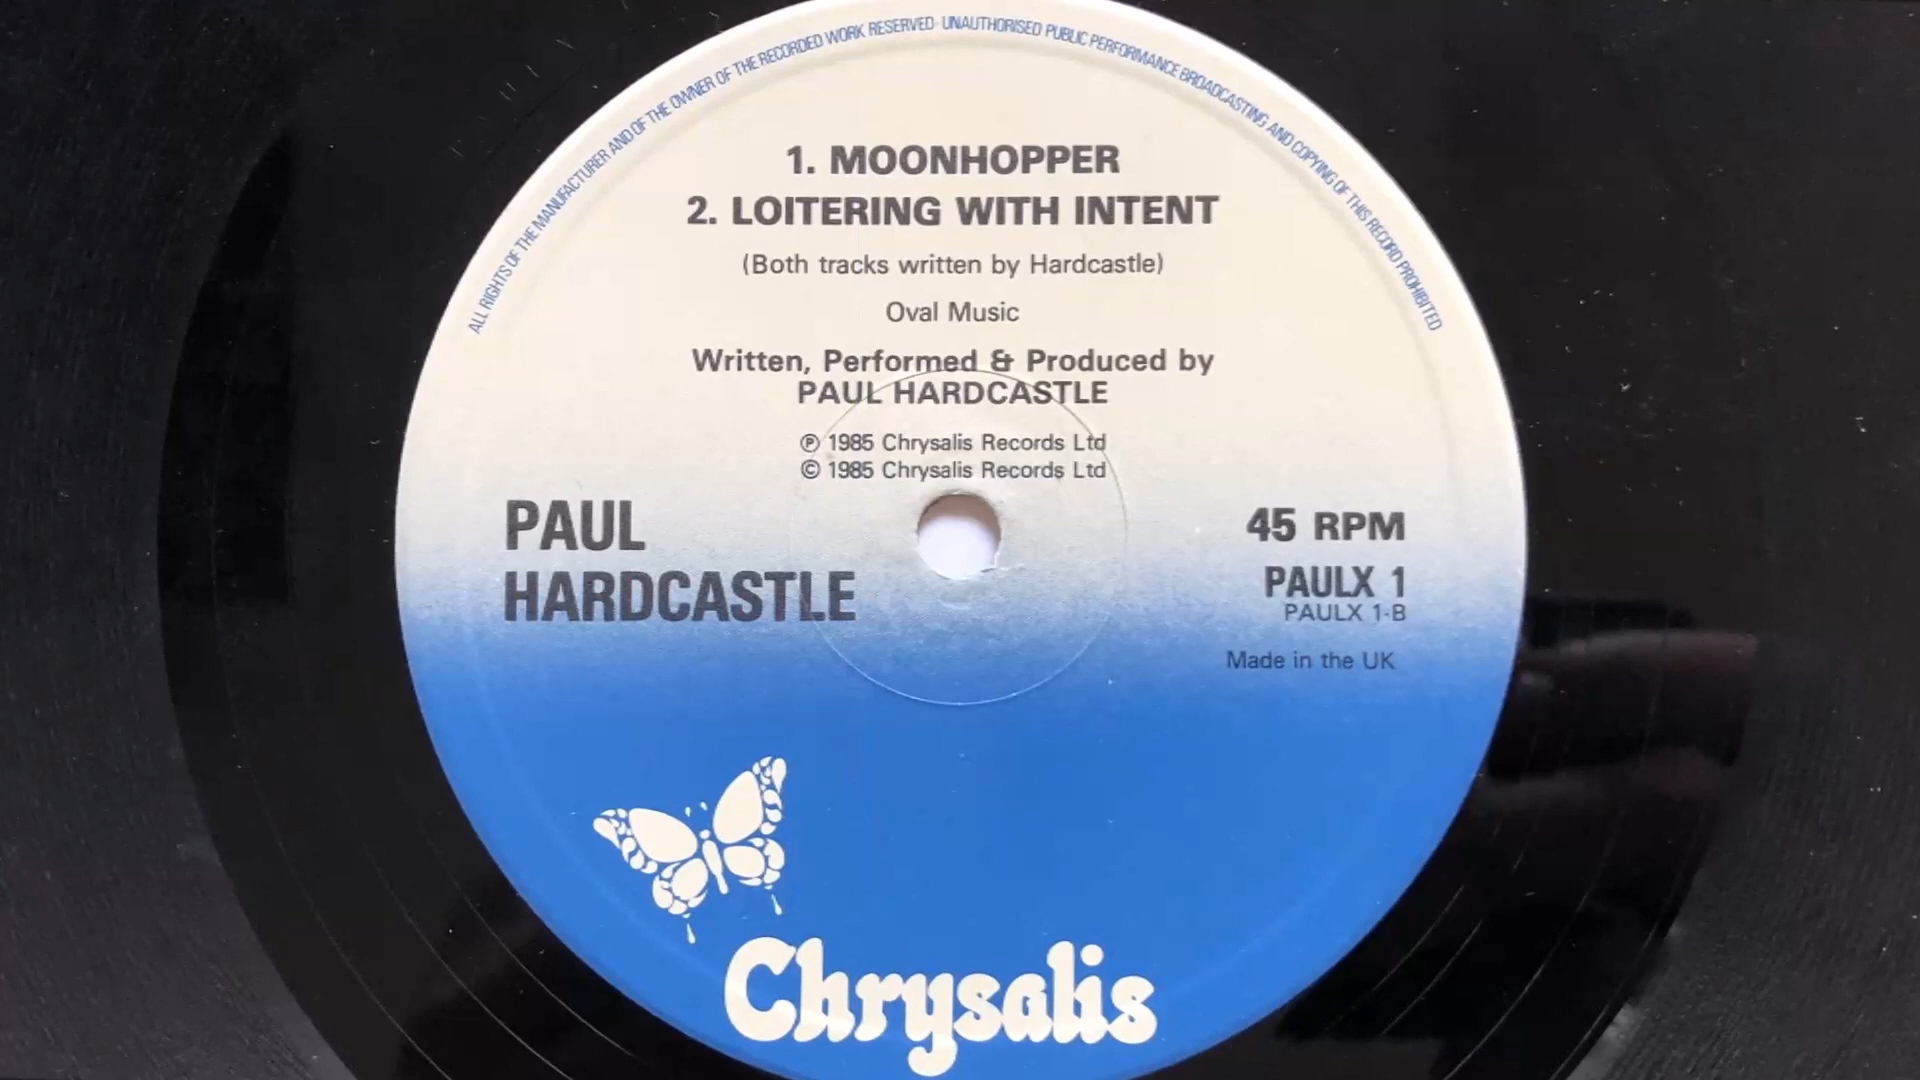 ALL RIGHTS OF THE MANUFACTURER AND OF THE OWNER OF THE RECORDED WORK RESERVED · UNAUTHORISED PUBLIC PERFORMANCE BROADCASTING AND COPYING OF THIS RECORD PROHIBITED
1. MOONHOPPER
2. LOITERING WITH INTENT
(Both tracks written by Hardcastle)
Oval Music
Written, Performed & Produced by
PAUL HARDCASTLE
℗ 1985 Chrysalis Records Ltd
© 1985 Chrysalis Records Ltd
PAUL
HARDCASTLE
45 RPM
PAULX 1
PAULX 1-B
Made in the UK
Chrysalis